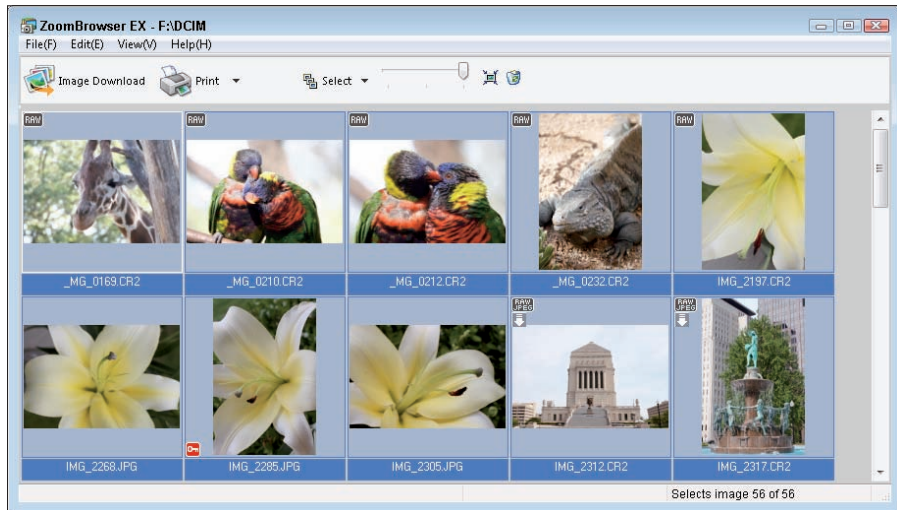 ZoomBrowser EX - F:\DCIM
File(F) Edit(E) View(V) Help(H)
Image Download Print Select
RAW RAW RAW RAW RAW
_MG_0169.CR2 _MG_0210.CR2 _MG_0212.CR2 _MG_0232.CR2 IMG_2197.CR2
RAW JPEG RAW JPEG
IMG_2268.JPG IMG_2285.JPG IMG_2305.JPG IMG_2312.CR2 IMG_2317.CR2
Selects image 56 of 56